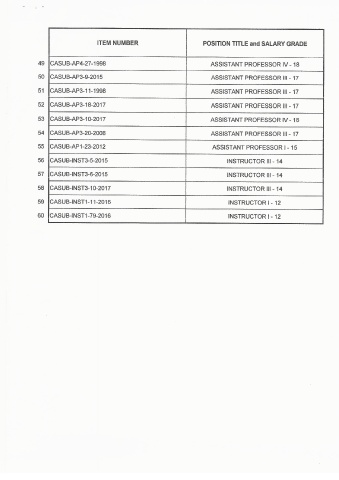 ITEM NUMBER POSITION TITLE and SALARY GRADE
49 CASUB-AP4-27-1998 ASSISTANT PROFESSOR IV - 18
50 CASUB-AP3-9-2015 ASSISTANT PROFESSOR III - 17
51 CASUB-AP3-11-1998 ASSISTANT PROFESSOR III - 17
52 CASUB-AP3-18-2017 ASSISTANT PROFESSOR III - 17
53 CASUB-AP3-10-2017 ASSISTANT PROFESSOR IV - 18
54 CASUB-AP3-20-2008 ASSISTANT PROFESSOR III - 17
55 CASUB-AP1-23-2012 ASSISTANT PROFESSOR I - 15
56 CASUB-INST3-5-2015 INSTRUCTOR III - 14
57 CASUB-INST3-6-2015 INSTRUCTOR III - 14
58 CASUB-INST3-10-2017 INSTRUCTOR III - 14
59 CASUB-INST1-11-2016 INSTRUCTOR I - 12
60 CASUB-INST1-79-2016 INSTRUCTOR I - 12